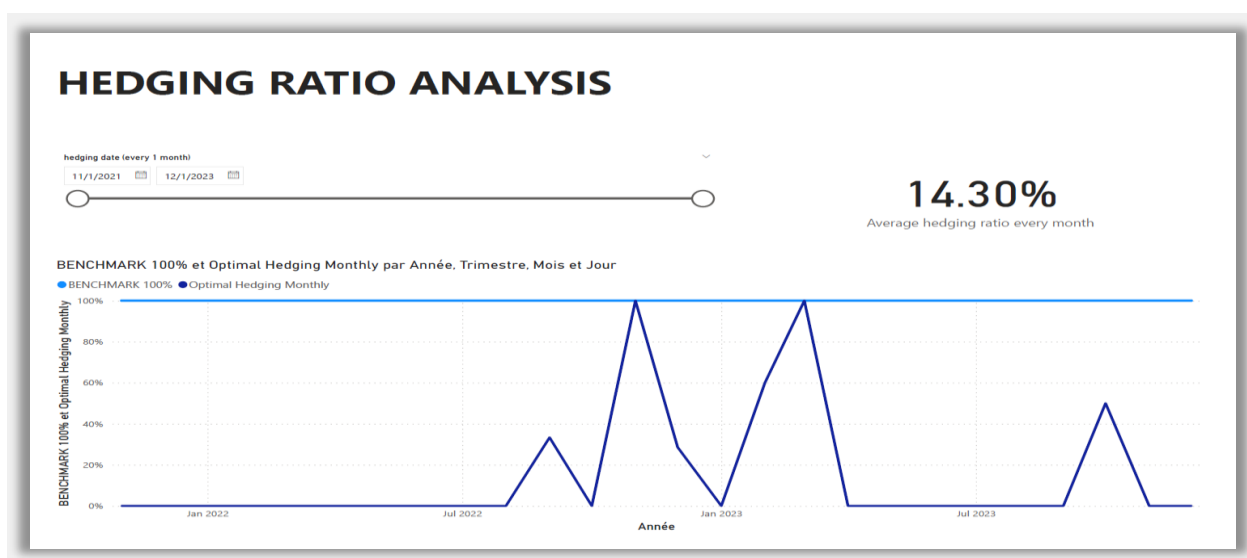 HEDGING RATIO ANALYSIS
hedging date (every 1 month)
11/1/2021 12/1/2023
14.30%
Average hedging ratio every month
BENCHMARK 100% et Optimal Hedging Monthly par Année, Trimestre, Mois et Jour
BENCHMARK 100% Optimal Hedging Monthly
BENCHMARK 100% et Optimal Hedging Monthly
100%
80%
60%
40%
20%
0%
Jan 2022 Jul 2022 Jan 2023 Jul 2023
Année